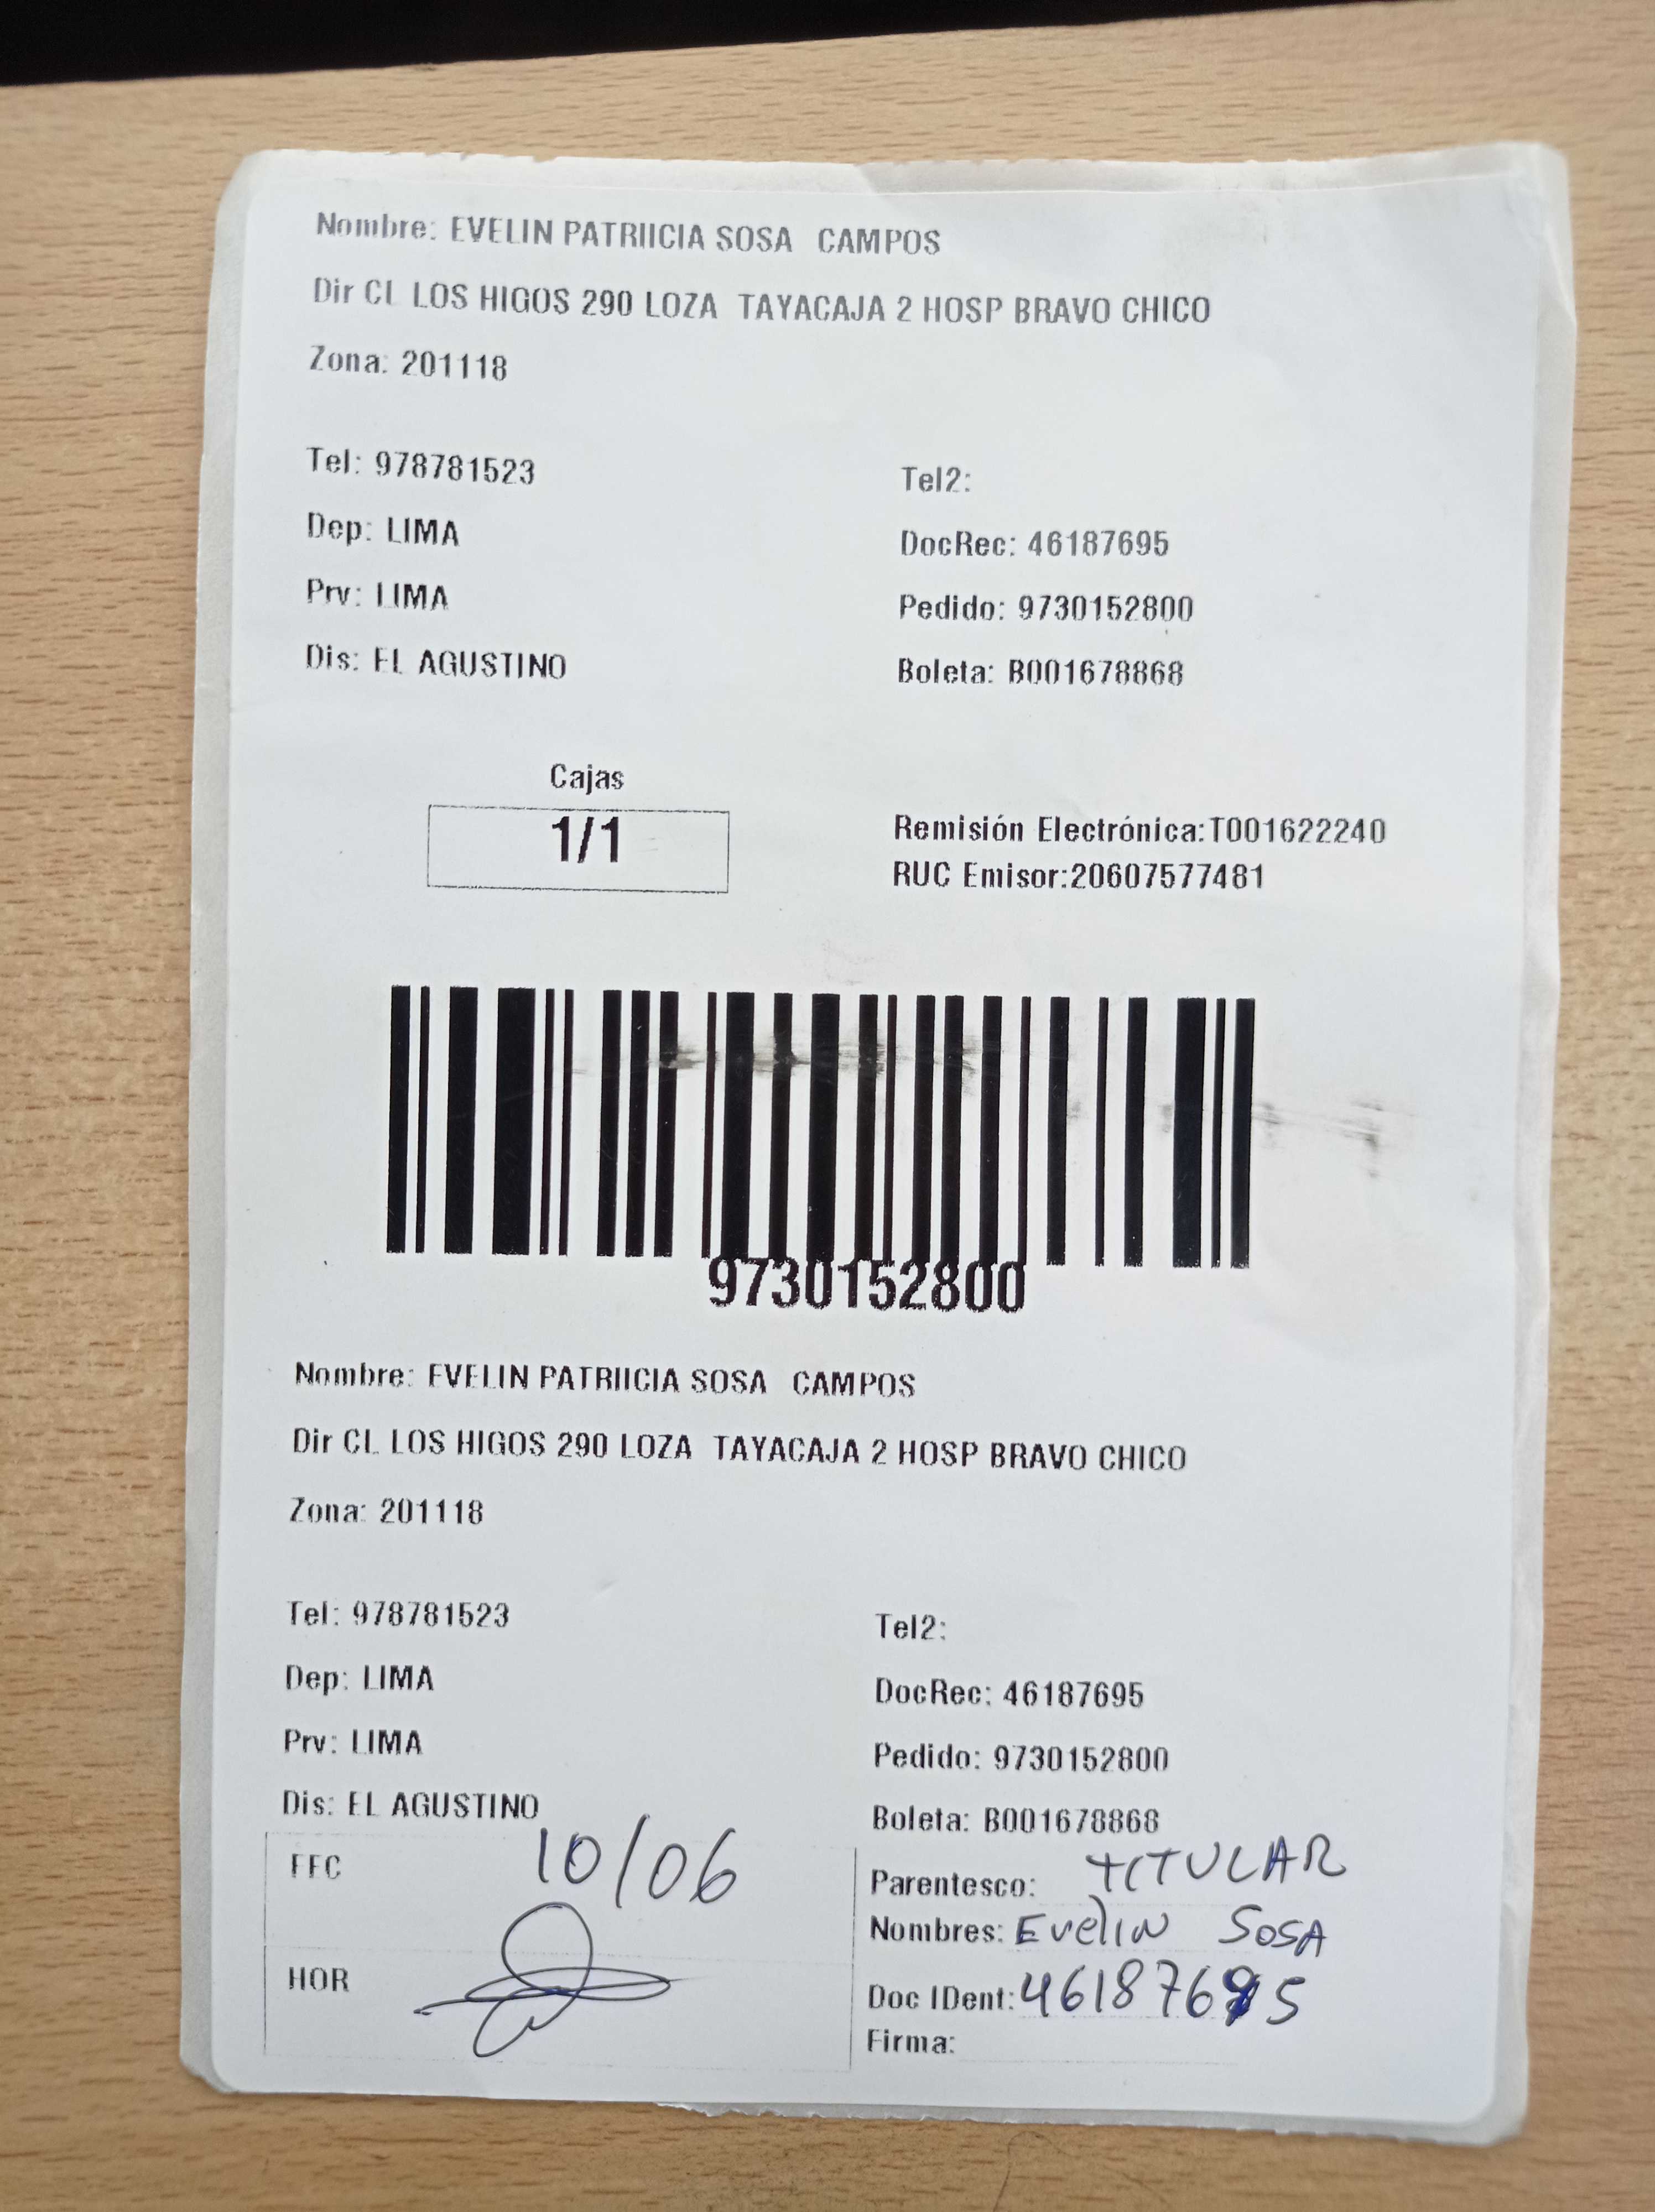 Nombre: EVELIN PATRIICIA SOSA CAMPOS
Dir CL LOS HIGOS 290 LOZA TAYACAJA 2 HOSP BRAVO CHICO
Zona: 201118
Tel: 978781523
Tel2:
Dep: LIMA
DocRec: 46187695
Prv: LIMA
Pedido: 9730152800
Dis: EL AGUSTINO
Boleta: B001678868
Cajas
1/1
Remisión Electrónica:T001622240
RUC Emisor:20607577481
9730152800
Nombre: EVELIN PATRIICIA SOSA CAMPOS
Dir CL LOS HIGOS 290 LOZA TAYACAJA 2 HOSP BRAVO CHICO
Zona: 201118
Tel: 978781523
Tel2:
Dep: LIMA
DocRec: 46187695
Prv: LIMA
Pedido: 9730152800
Dis: EL AGUSTINO
Boleta: B001678868
FFC 10/06
Parentesco: TITULAR
Nombres: Evelin SOSA
HOR
Doc IDent: 46187695
Firma: